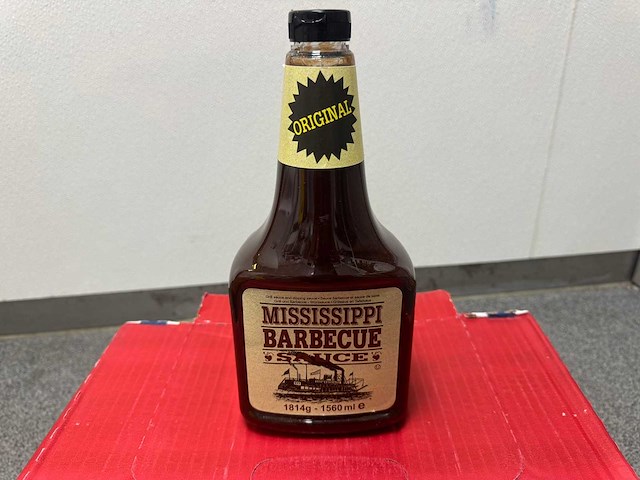 ORIGINAL
MISSISSIPPI
BARBECUE
SAUCE
1814g - 1560 ml e